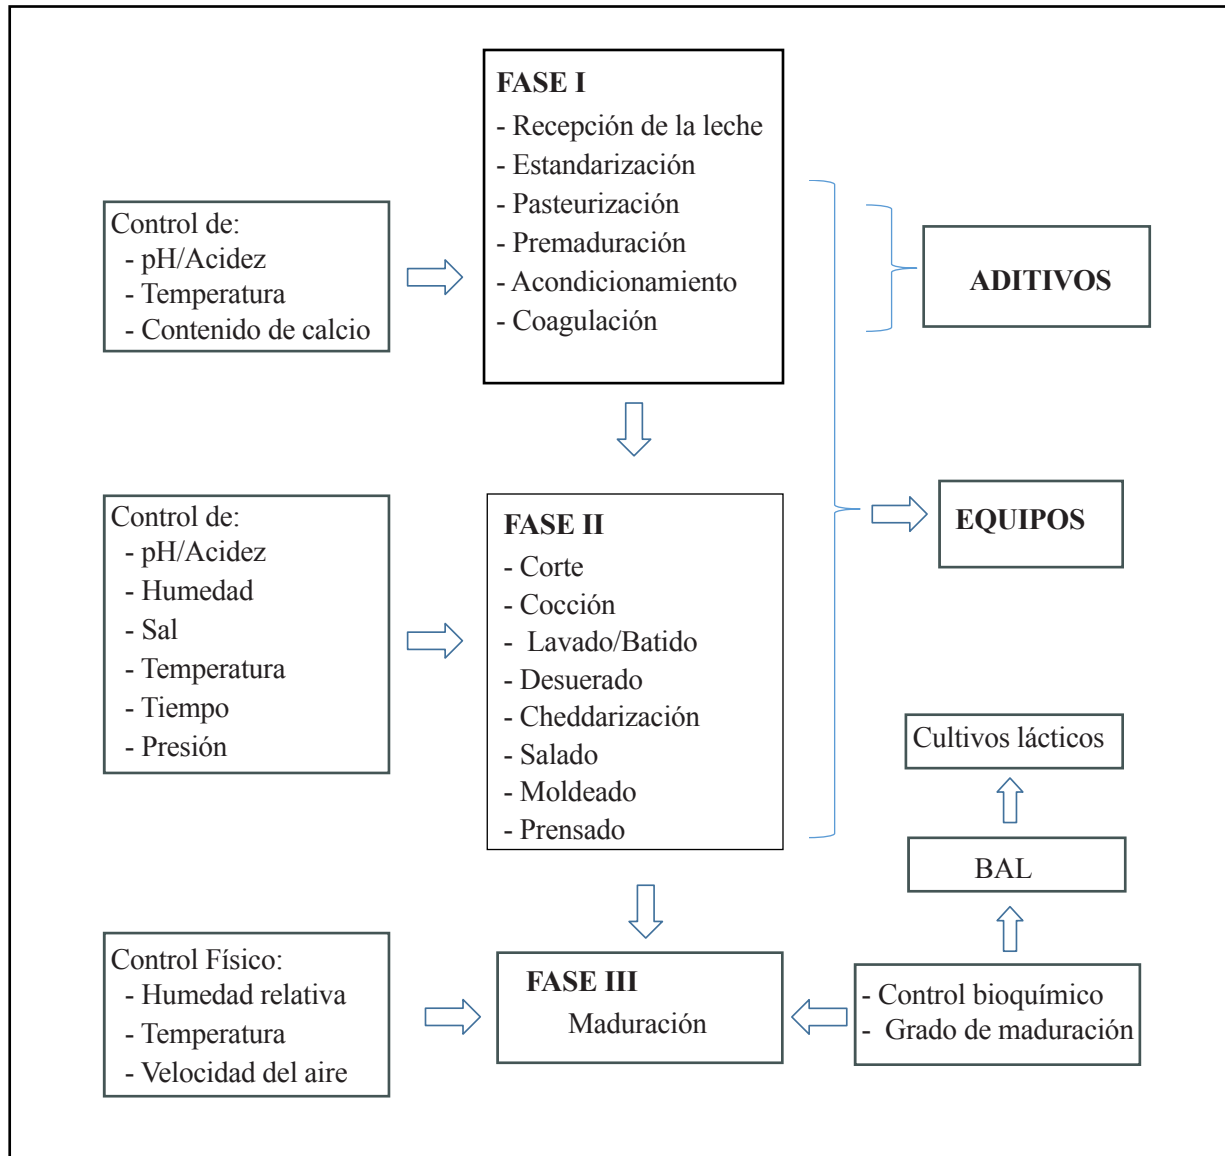 FASE I
- Recepción de la leche
- Estandarización
- Pasteurización
- Premaduración
- Acondicionamiento
- Coagulación
Control de:
- pH/Acidez
- Temperatura
- Contenido de calcio
ADITIVOS
Control de:
- pH/Acidez
- Humedad
- Sal
- Temperatura
- Tiempo
- Presión
FASE II
- Corte
- Cocción
- Lavado/Batido
- Desuerado
- Cheddarización
- Salado
- Moldeado
- Prensado
EQUIPOS
Cultivos lácticos
BAL
Control Físico:
- Humedad relativa
- Temperatura
- Velocidad del aire
FASE III
Maduración
- Control bioquímico
- Grado de maduración